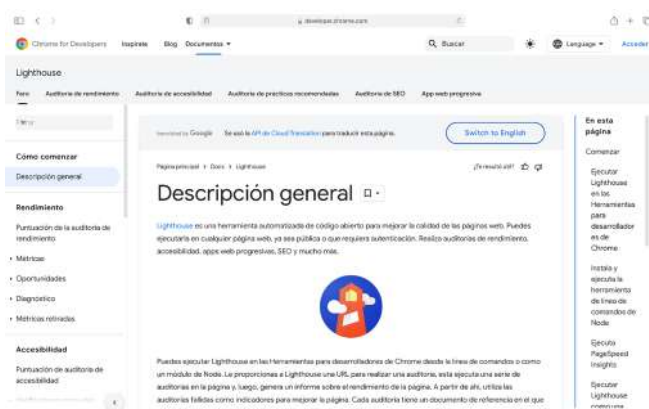 developer.chrome.com
Chrome for Developers Inspírate Blog Documentos Buscar Language Acceder
Lighthouse
Faro Auditoría de rendimiento Auditoría de accesibilidad Auditoría de prácticas recomendadas Auditoría de SEO App web progresiva
Filtro
Cómo comenzar
Descripción general
Rendimiento
Puntuación de la auditoría de
rendimiento
Métricas
Oportunidades
Diagnóstico
Métricas retiradas
Accesibilidad
Puntuación de auditoría de
accesibilidad
translated by Google Se usó la API de Cloud Translation para traducir esta página. Switch to English
Página principal Docs Lighthouse ¿Te resultó útil?
Descripción general
Lighthouse es una herramienta automatizada de código abierto para mejorar la calidad de las páginas web. Puedes
ejecutarla en cualquier página web, ya sea pública o que requiera autenticación. Realiza auditorías de rendimiento,
accesibilidad, apps web progresivas, SEO y mucho más.
Puedes ejecutar Lighthouse en las Herramientas para desarrolladores de Chrome desde la línea de comandos o como
un módulo de Node. Le proporcionas a Lighthouse una URL para realizar una auditoría, esta ejecuta una serie de
auditorías en la página y, luego, genera un informe sobre el rendimiento de la página. A partir de ahí, utiliza las
auditorías fallidas como indicadores para mejorar la página. Cada auditoría tiene un documento de referencia en el que
En esta
página
Comenzar
Ejecutar
Lighthouse
en las
Herramientas
para
desarrollador
es de
Chrome
Instala y
ejecuta la
herramienta
de línea de
comandos de
Node
Ejecuta
PageSpeed
Insights
Ejecutar
Lighthouse
como una